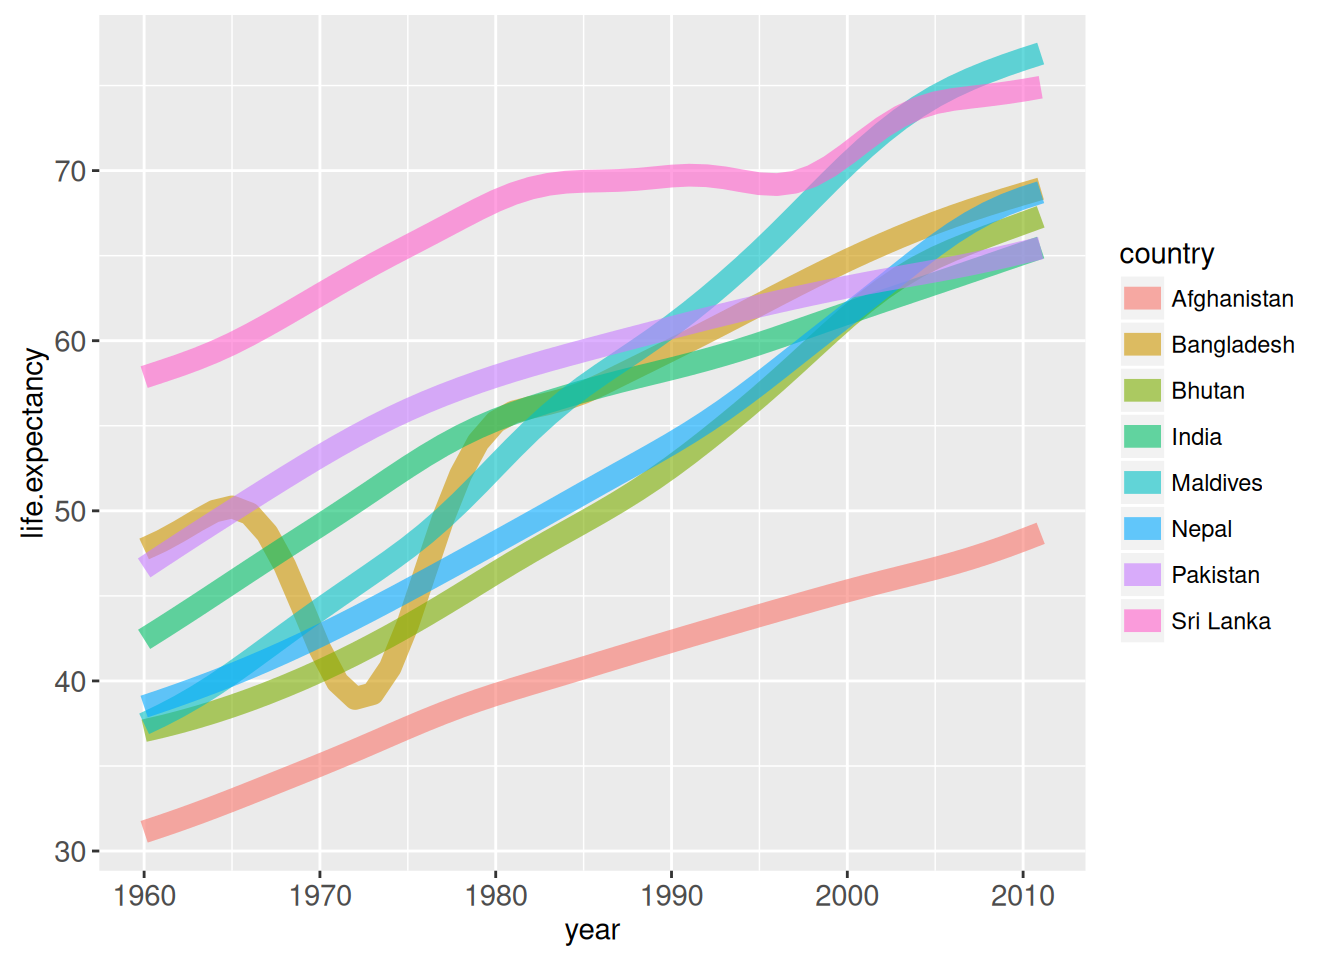 life.expectancy
70
60
50
40
30
1960 1970 1980 1990 2000 2010
year
country
Afghanistan
Bangladesh
Bhutan
India
Maldives
Nepal
Pakistan
Sri Lanka